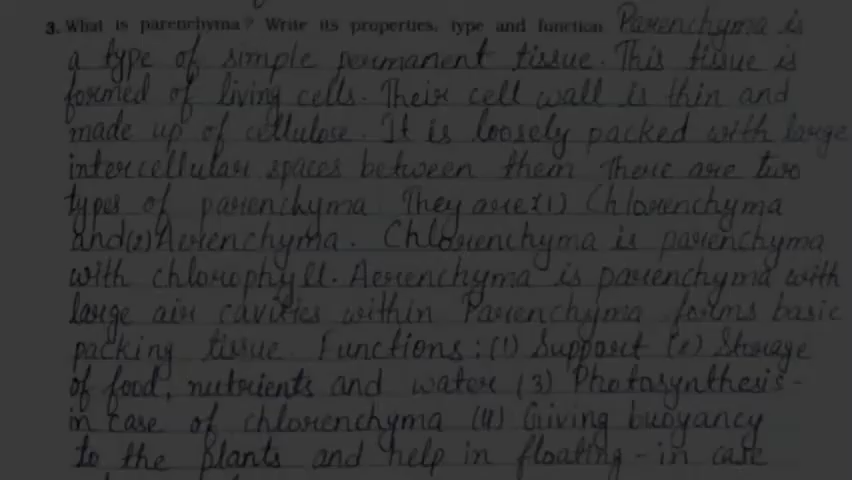 3. What is parenchyma? Write its properties, type and function. Parenchyma is
a type of simple permanent tissue. This tissue is
formed of living cells. Their cell wall is thin and
made up of cellulose. It is loosely packed with large
intercellular spaces between them There are two
types of parenchyma. They are:(1) Chlorenchyma
and(2)Aerenchyma. Chlorenchyma is parenchyma
with chlorophyll. Aerenchyma is parenchyma with
large air cavities within Parenchyma forms basic
packing tissue. Functions:(1) Support (2) Storage
of food, nutrients and water (3) Photosynthesis-
in case of chlorenchyma (4) Giving buoyancy
to the plants and help in floating - in case